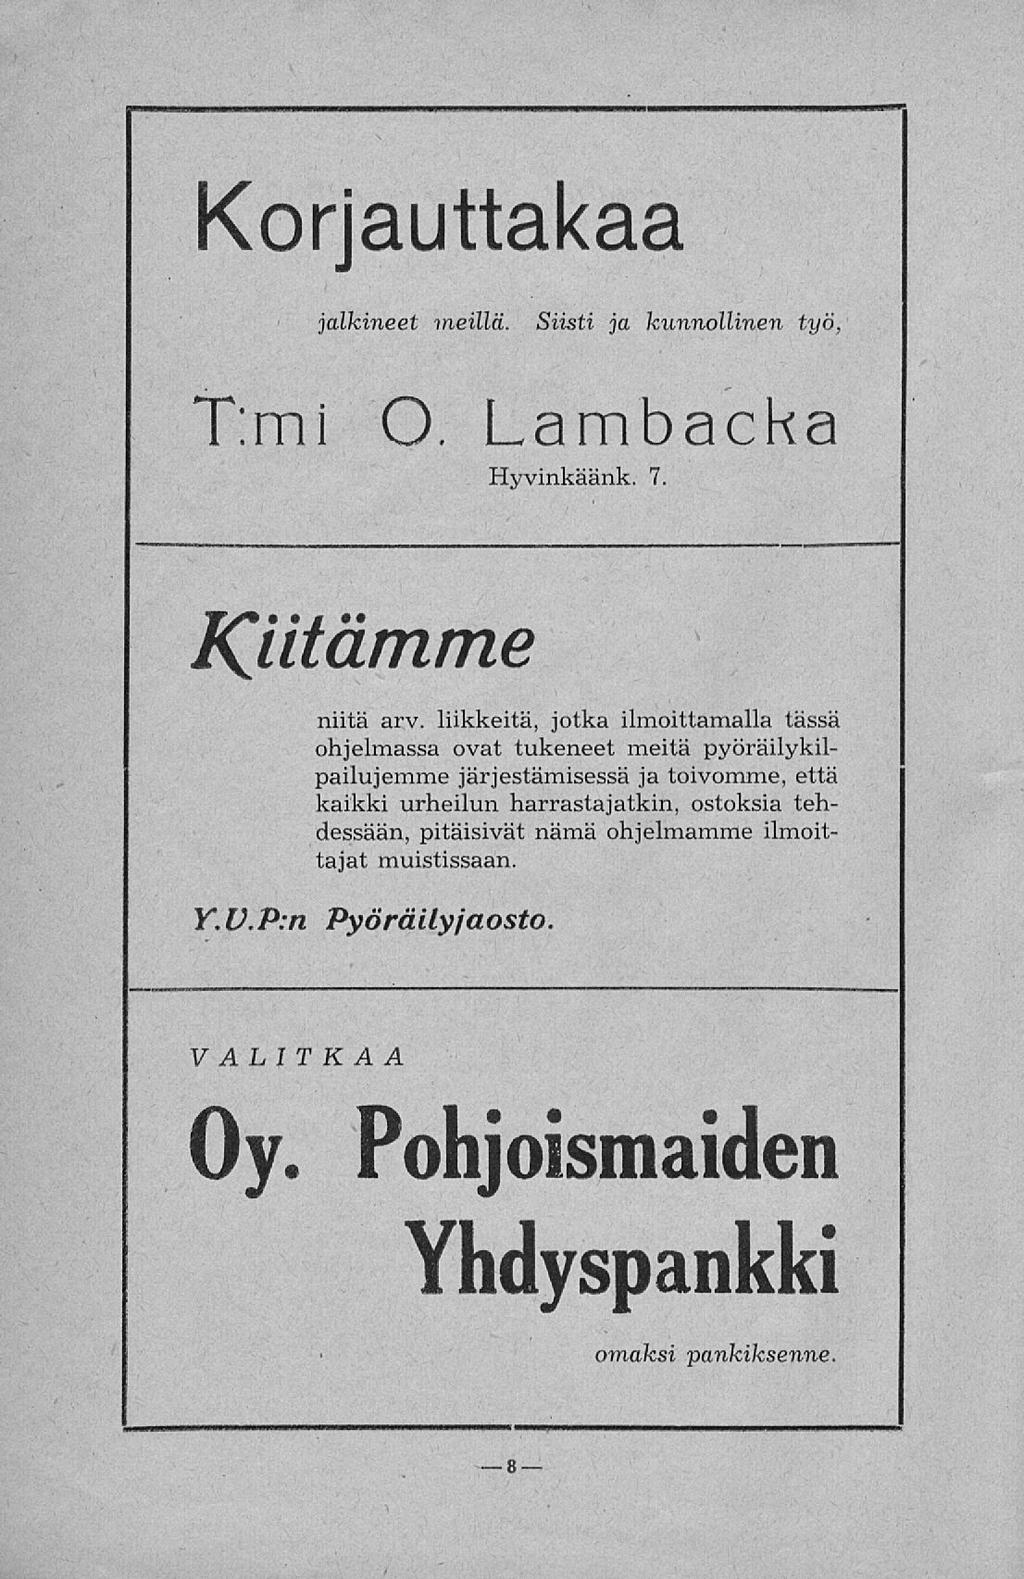 Korjauttakaa
jalkineet meillä. Siisti ja kunnollinen työ,
T:mi O. Lambacka
Hyvinkäänk. 7.
Kiitämme
niitä arv. liikkeitä, jotka ilmoittamalla tässä
ohjelmassa ovat tukeneet meitä pyöräilykil-
pailujemme järjestämisessä ja toivomme, että
kaikki urheilun harrastajatkin, ostoksia teh-
dessään, pitäisivät nämä ohjelmamme ilmoit-
tajat muistissaan.
Y.U.P:n Pyöräilyjaosto.
VALITKAA
Oy. Pohjoismaiden
Yhdyspankki
omaksi pankiksenne.
— 8 —